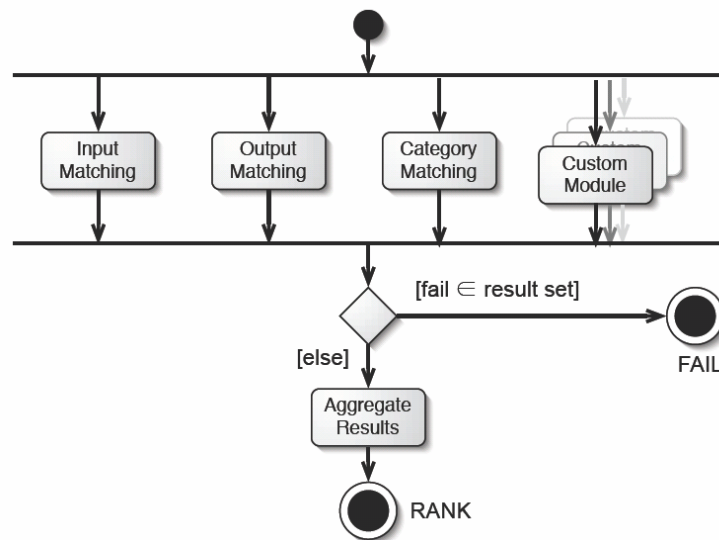 Input
Matching
Output
Matching
Category
Matching
Custom
Module
[fail ∈ result set]
FAIL
[else]
Aggregate
Results
RANK